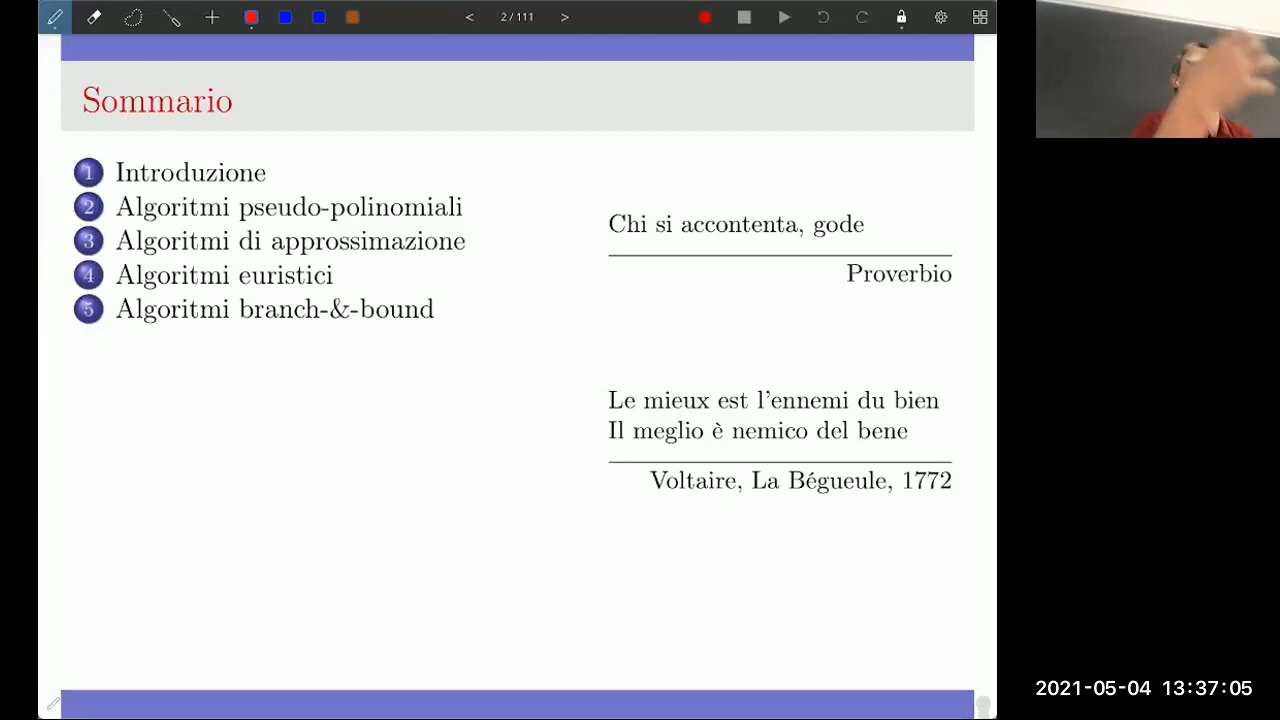 2 / 111
Sommario
1 Introduzione
2 Algoritmi pseudo-polinomiali
3 Algoritmi di approssimazione
4 Algoritmi euristici
5 Algoritmi branch-&-bound
Chi si accontenta, gode
Proverbio
Le mieux est l'ennemi du bien
Il meglio è nemico del bene
Voltaire, La Bégueule, 1772
2021-05-04 13:37:05